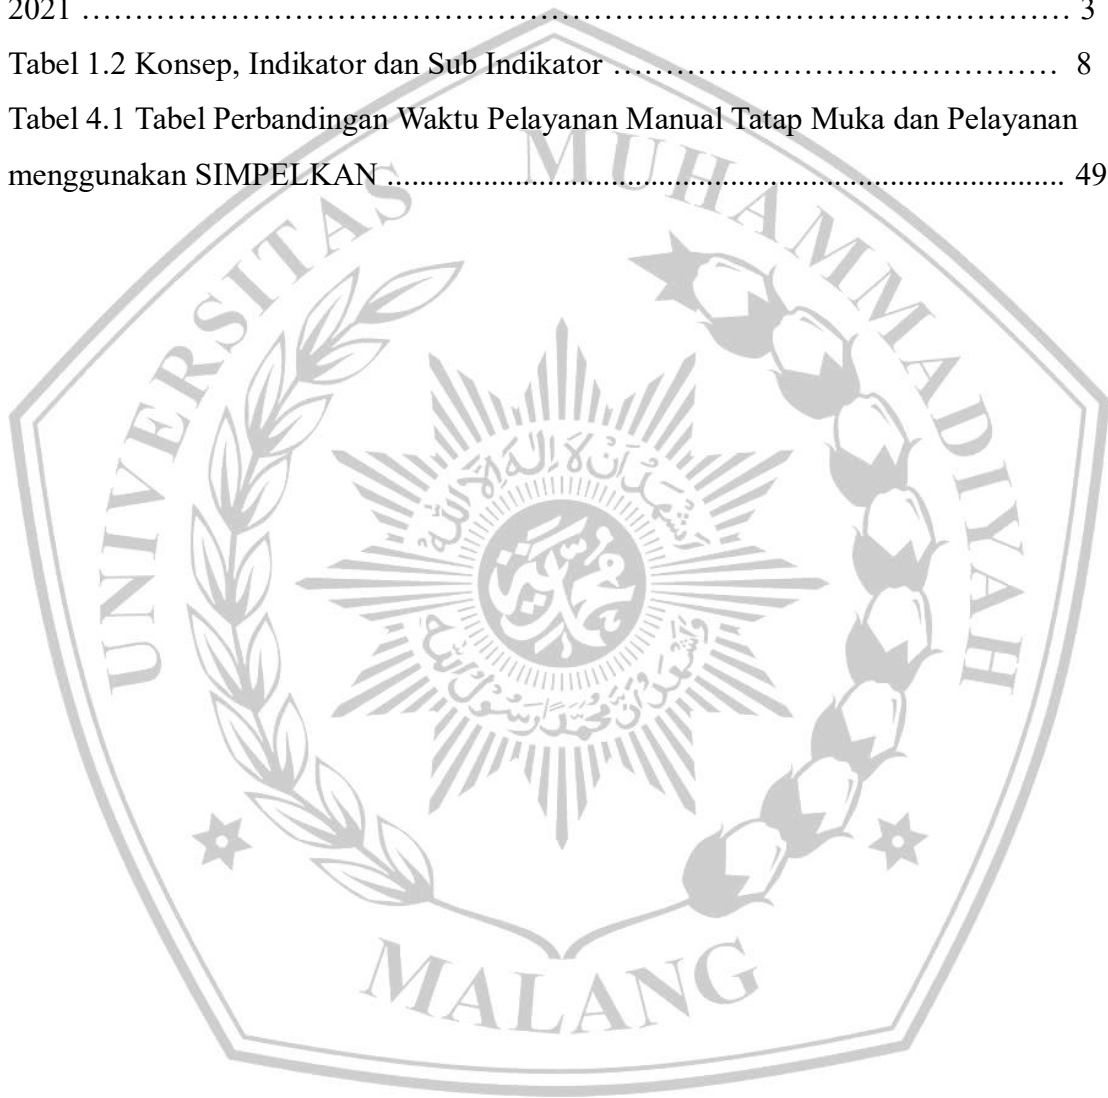 2021 ………………………………………………………………………………… 3
Tabel 1.2 Konsep, Indikator dan Sub Indikator …………………………………… 8
Tabel 4.1 Tabel Perbandingan Waktu Pelayanan Manual Tatap Muka dan Pelayanan
menggunakan SIMPELKAN .................................................................................. 49
UNIVERSITAS MUHAMMADIYAH
MALANG